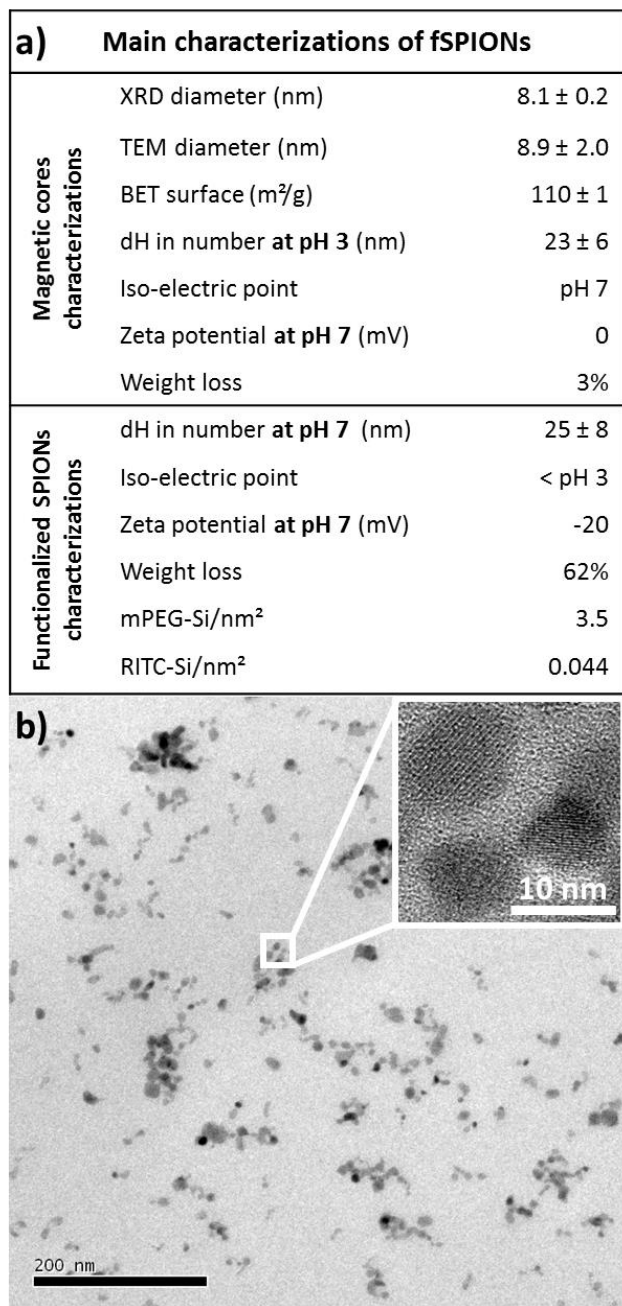 a) Main characterizations of fSPIONs
Magnetic cores
characterizations
XRD diameter (nm) 8.1 ± 0.2
TEM diameter (nm) 8.9 ± 2.0
BET surface (m²/g) 110 ± 1
dH in number at pH 3 (nm) 23 ± 6
Iso-electric point pH 7
Zeta potential at pH 7 (mV) 0
Weight loss 3%
Functionalized SPIONs
characterizations
dH in number at pH 7 (nm) 25 ± 8
Iso-electric point < pH 3
Zeta potential at pH 7 (mV) -20
Weight loss 62%
mPEG-Si/nm² 3.5
RITC-Si/nm² 0.044
b)
10 nm
200 nm